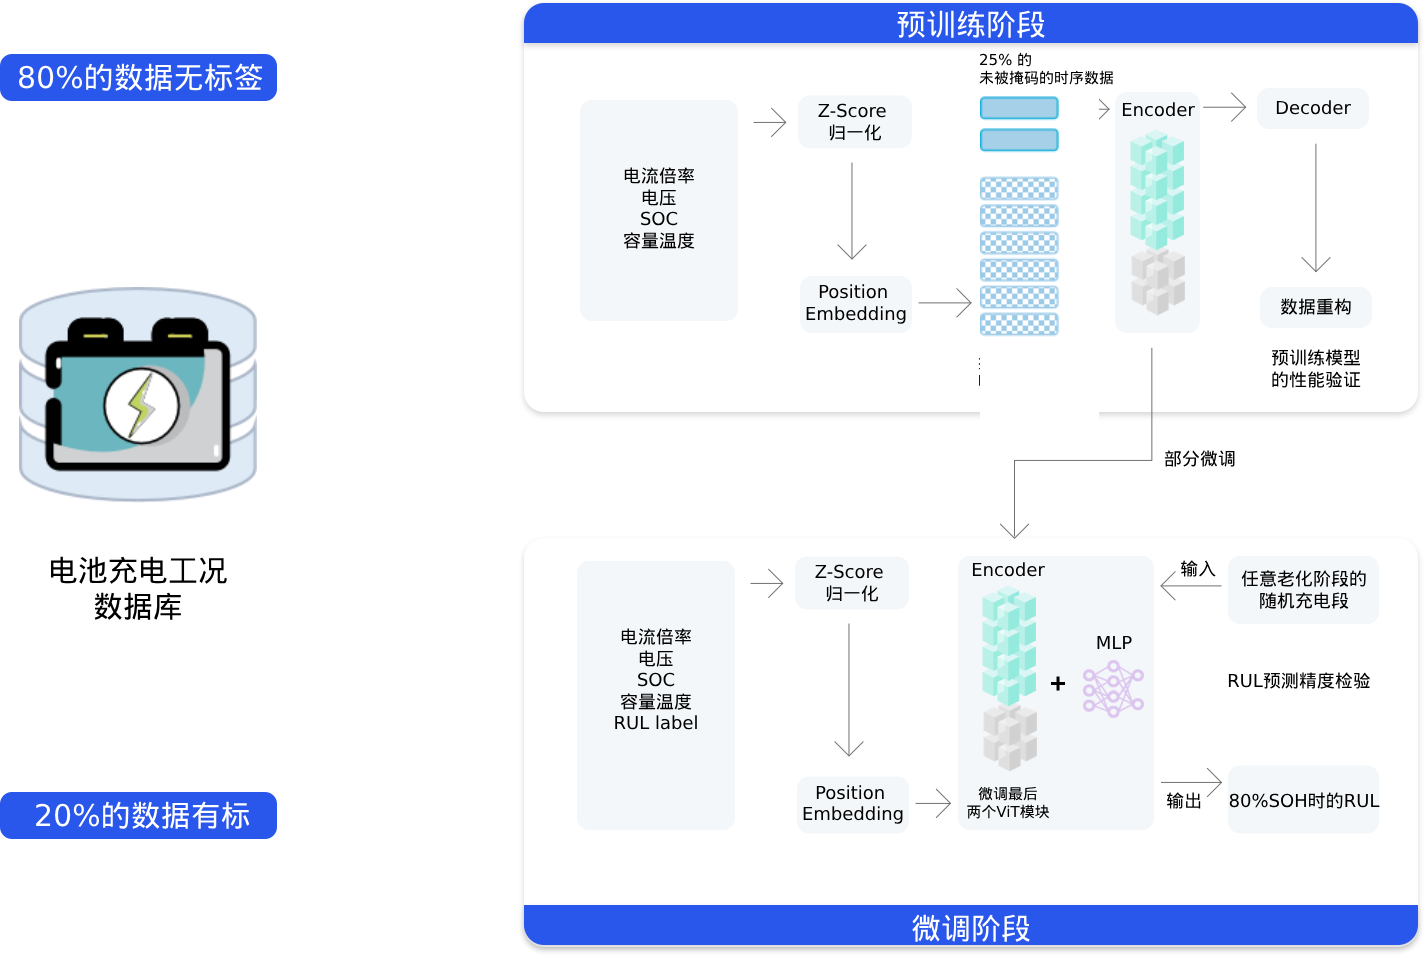 预训练阶段
80%的数据无标签
25% 的
未被掩码的时序数据
Z-Score
归一化
Encoder
Decoder
电流倍率
电压
SOC
容量温度
Position
Embedding
数据重构
预训练模型
的性能验证
部分微调
电池充电工况
数据库
Z-Score
归一化
Encoder
输入
任意老化阶段的
随机充电段
电流倍率
电压
SOC
容量温度
RUL label
MLP
+
RUL预测精度检验
Position
Embedding
微调最后
两个ViT模块
输出
80%SOH时的RUL
20%的数据有标
微调阶段